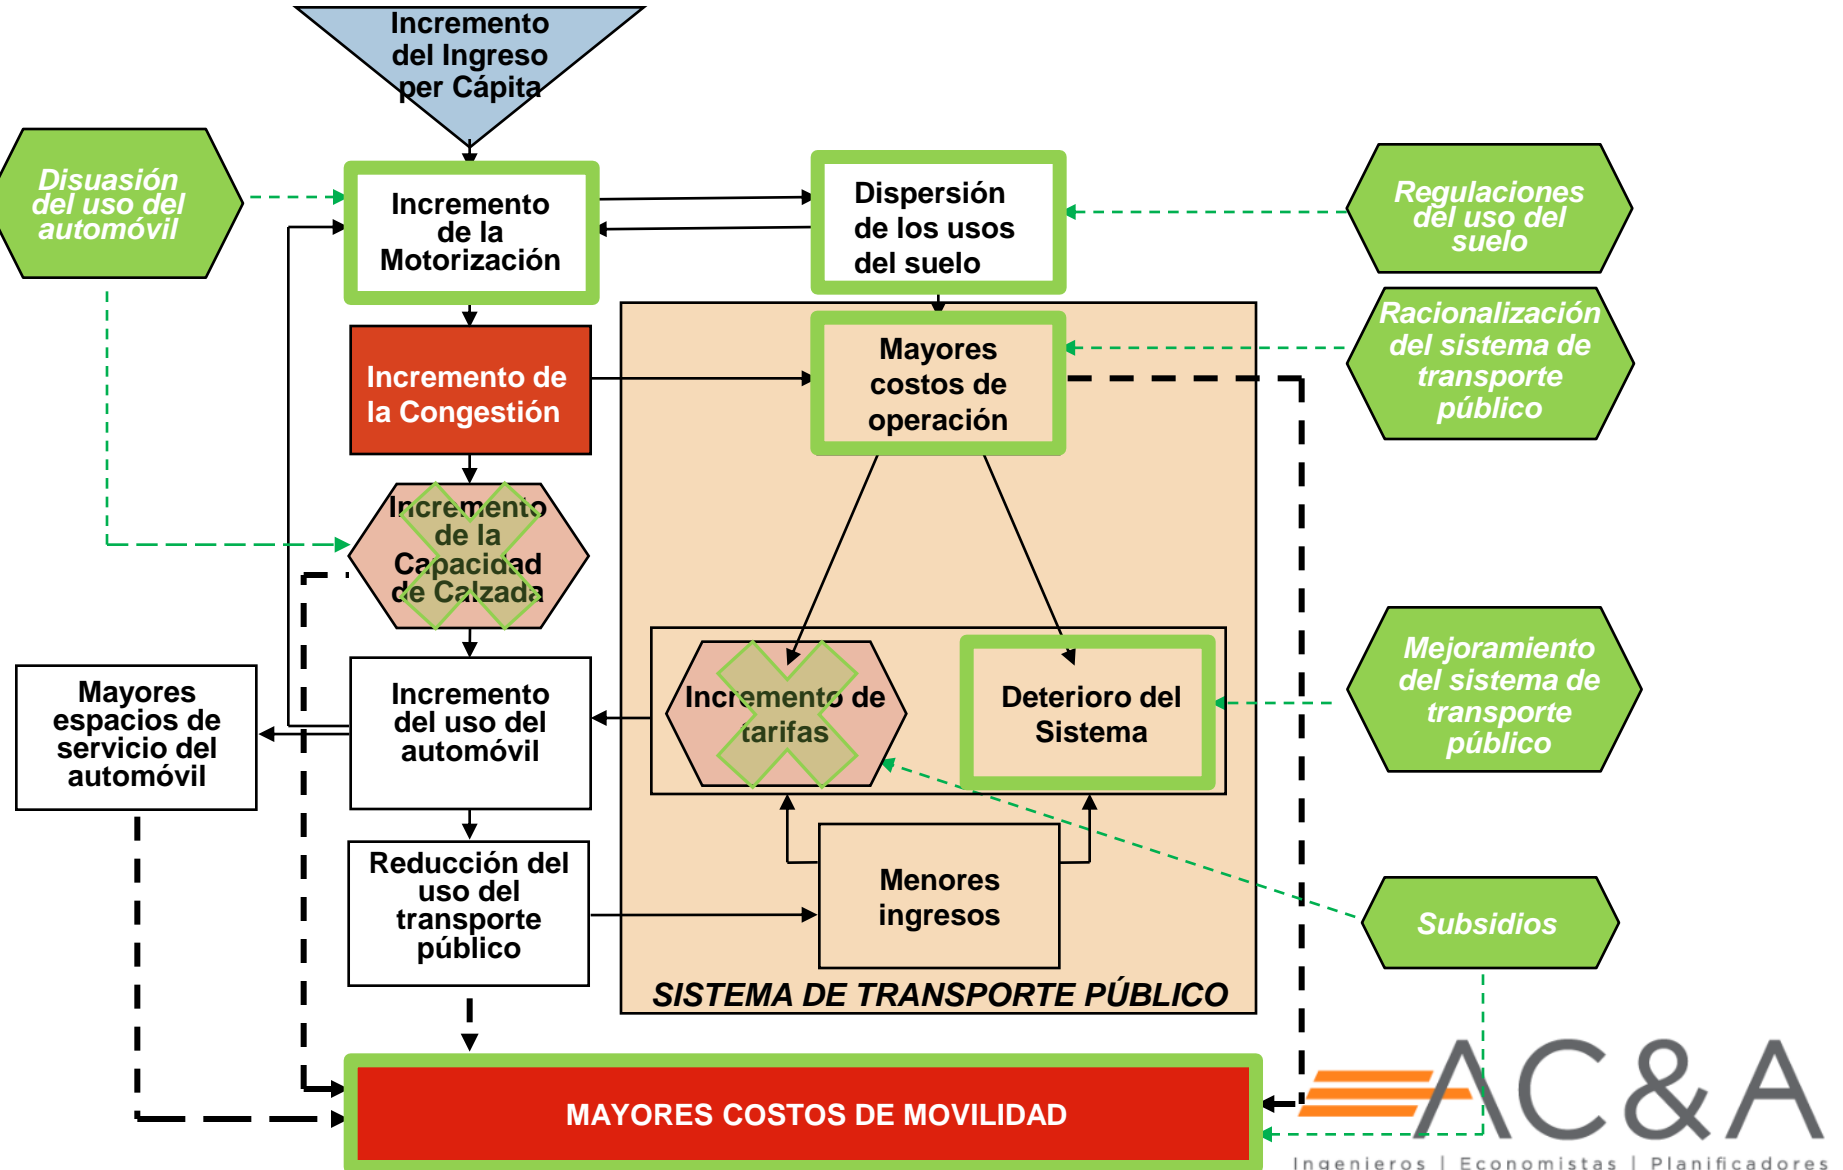 Incremento
del Ingreso
per Cápita
Disuasión
del uso del
automóvil
Incremento
de la
Motorización
Dispersión
de los usos
del suelo
Regulaciones
del uso del
suelo
Incremento de
la Congestión
Mayores
costos de
operación
Racionalización
del sistema de
transporte
público
Incremento
de la
Capacidad
de Calzada
Mayores
espacios de
servicio del
automóvil
Incremento
del uso del
automóvil
Incremento de
tarifas
Deterioro del
Sistema
Mejoramiento
del sistema de
transporte
público
Reducción del
uso del
transporte
público
Menores
ingresos
Subsidios
SISTEMA DE TRANSPORTE PÚBLICO
MAYORES COSTOS DE MOVILIDAD
AC&A
Ingenieros | Economistas | Planificadores